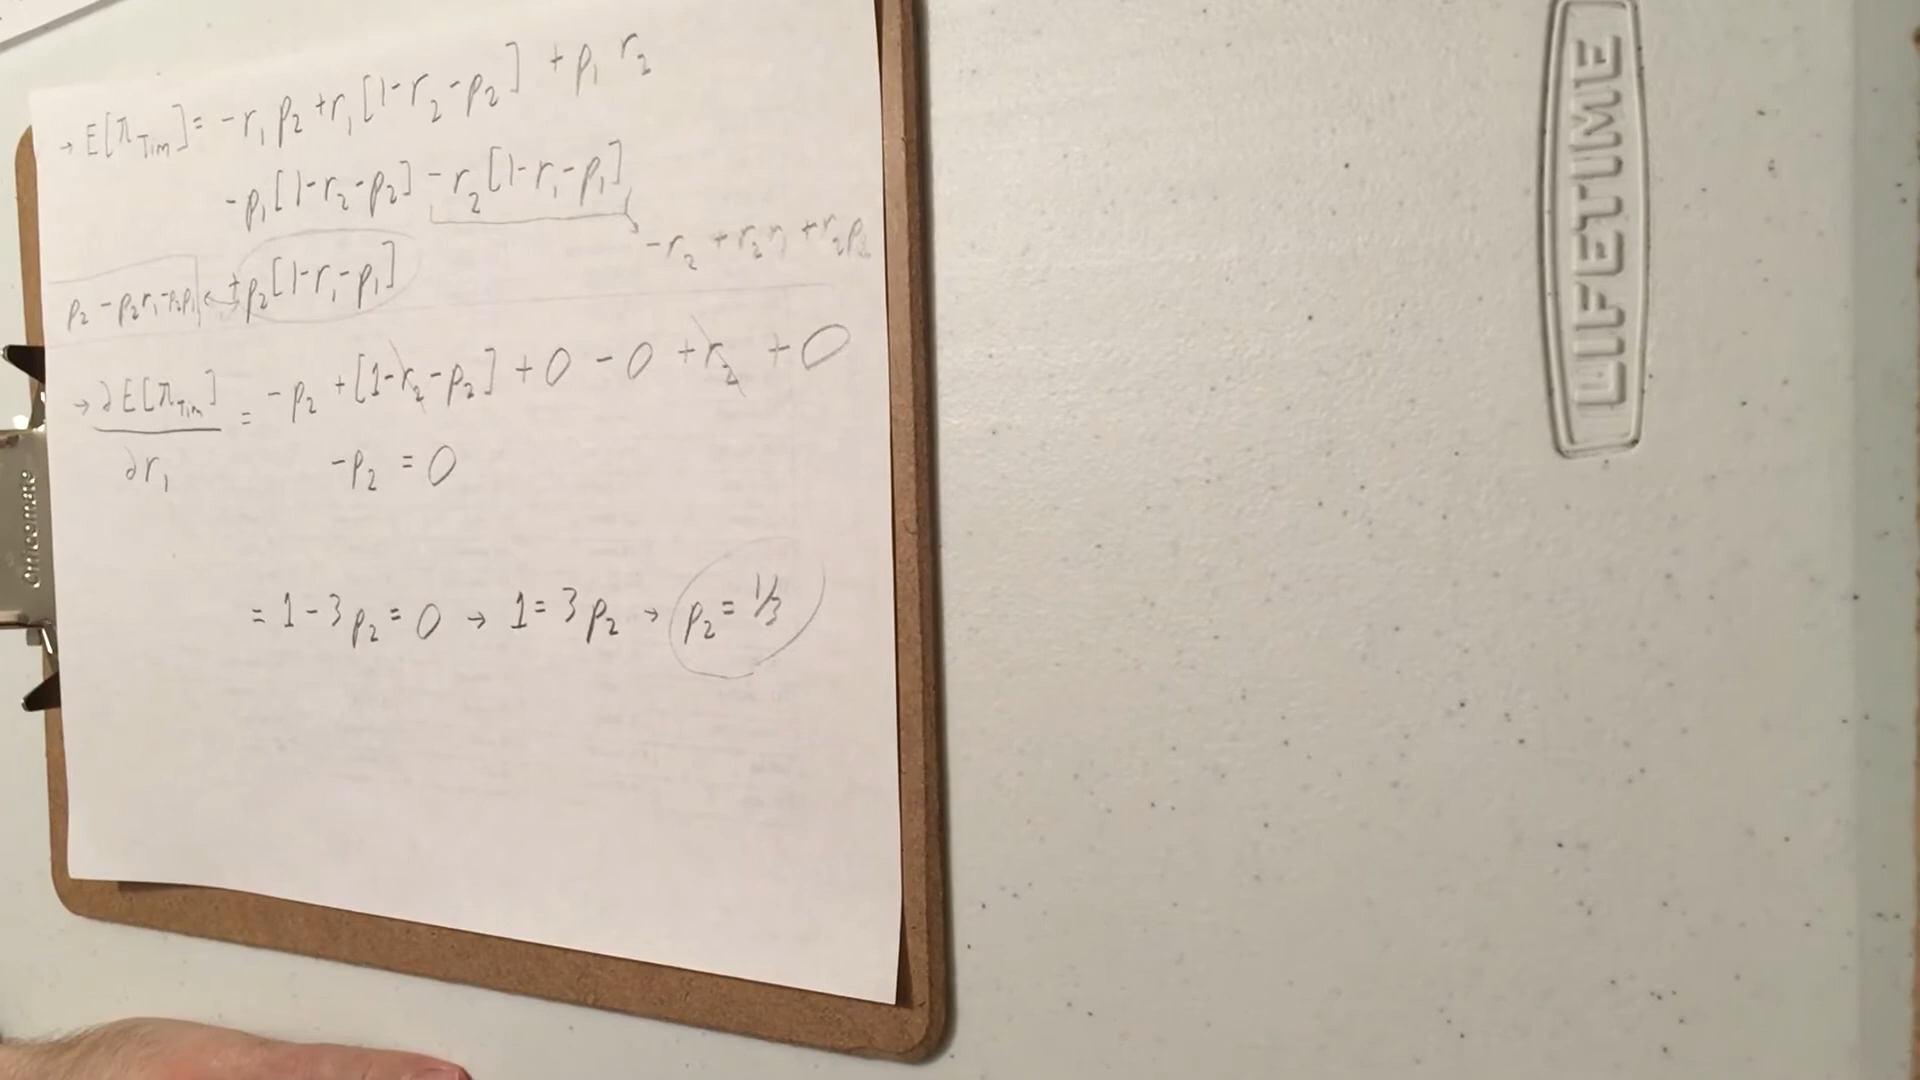 → E[π_Tim] = -r₁p₂ + r₁[1-r₂-p₂] + p₁r₂
-p₁[1-r₂-p₂] -r₂[1-r₁-p₁]
-r₂ + r₂r₁ + r₂p₁
p₂ - p₂r₁ - p₂p₁ ← +p₂[1-r₁-p₁]
→ ∂E[π_Tim]/∂r₁ = -p₂ + [1-r₂-p₂] + 0 - 0 + r₂ + 0
-p₂ = 0
= 1 - 3p₂ = 0 → 1 = 3p₂ → p₂ = 1/3
Officemate
LIFETIME